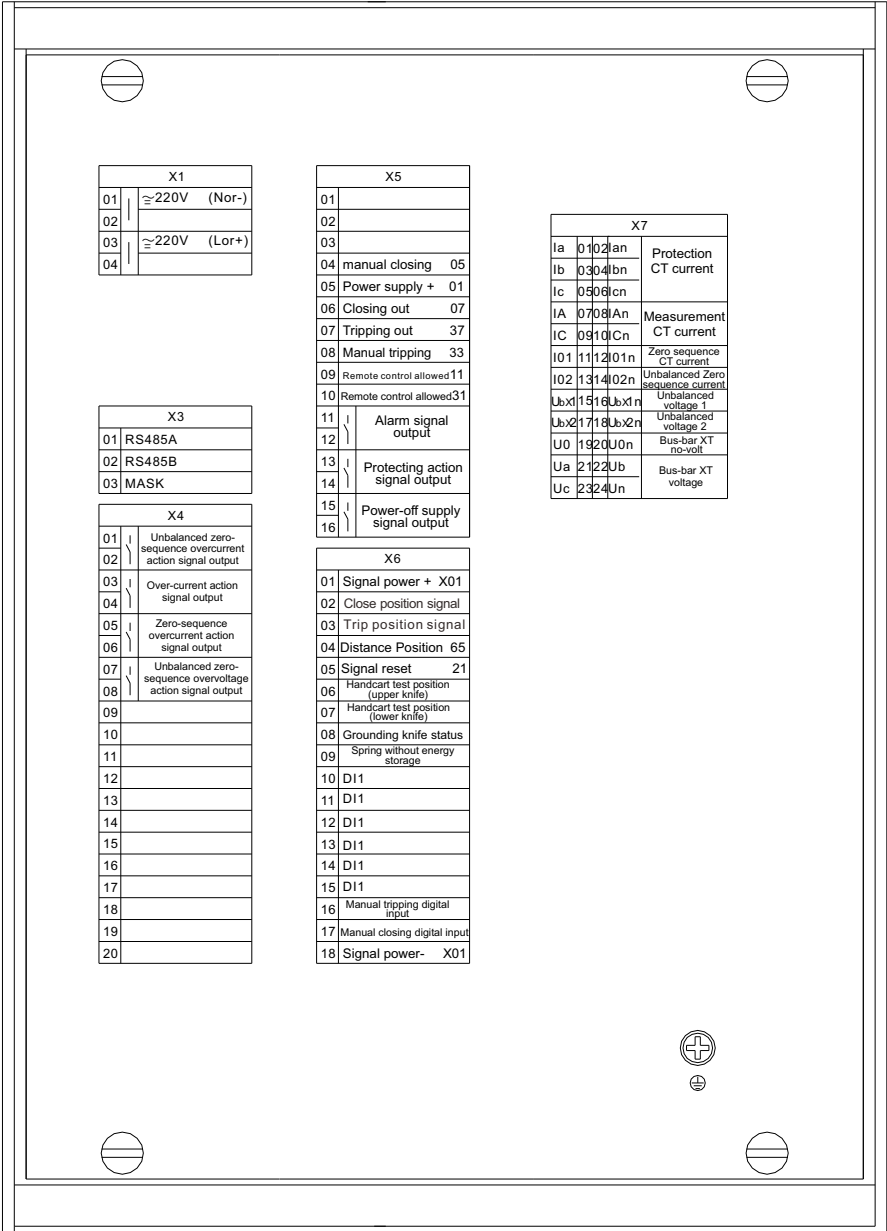 X1
01 ≂220V (Nor-)
02
03 ≂220V (Lor+)
04
X3
01 RS485A
02 RS485B
03 MASK
X4
01 Unbalanced zero-
sequence overcurrent
02 action signal output
03 Over-current action
04 signal output
05 Zero-sequence
overcurrent action
06 signal output
07 Unbalanced zero-
sequence overvoltage
08 action signal output
09
10
11
12
13
14
15
16
17
18
19
20
X5
01
02
03
04 manual closing 05
05 Power supply + 01
06 Closing out 07
07 Tripping out 37
08 Manual tripping 33
09 Remote control allowed 11
10 Remote control allowed 31
11 Alarm signal
12 output
13 Protecting action
14 signal output
15 Power-off supply
16 signal output
X6
01 Signal power + X01
02 Close position signal
03 Trip position signal
04 Distance Position 65
05 Signal reset 21
06 Handcart test position
(upper knife)
07 Handcart test position
(lower knife)
08 Grounding knife status
09 Spring without energy
storage
10 DI1
11 DI1
12 DI1
13 DI1
14 DI1
15 DI1
16 Manual tripping digital
input
17 Manual closing digital input
18 Signal power- X01
X7
Ia 01 02 Ian Protection
Ib 03 04 Ibn CT current
Ic 05 06 Icn
IA 07 08 IAn Measurement
IC 09 10 ICn CT current
I01 11 12 I01n Zero sequence
CT current
I02 13 14 I02n Unbalanced Zero
sequence current
Ubx1 15 16 Ubx1n Unbalanced
voltage 1
Ubx2 17 18 Ubx2n Unbalanced
voltage 2
U0 19 20 U0n Bus-bar XT
no-volt
Ua 21 22 Ub Bus-bar XT
Uc 23 24 Un voltage